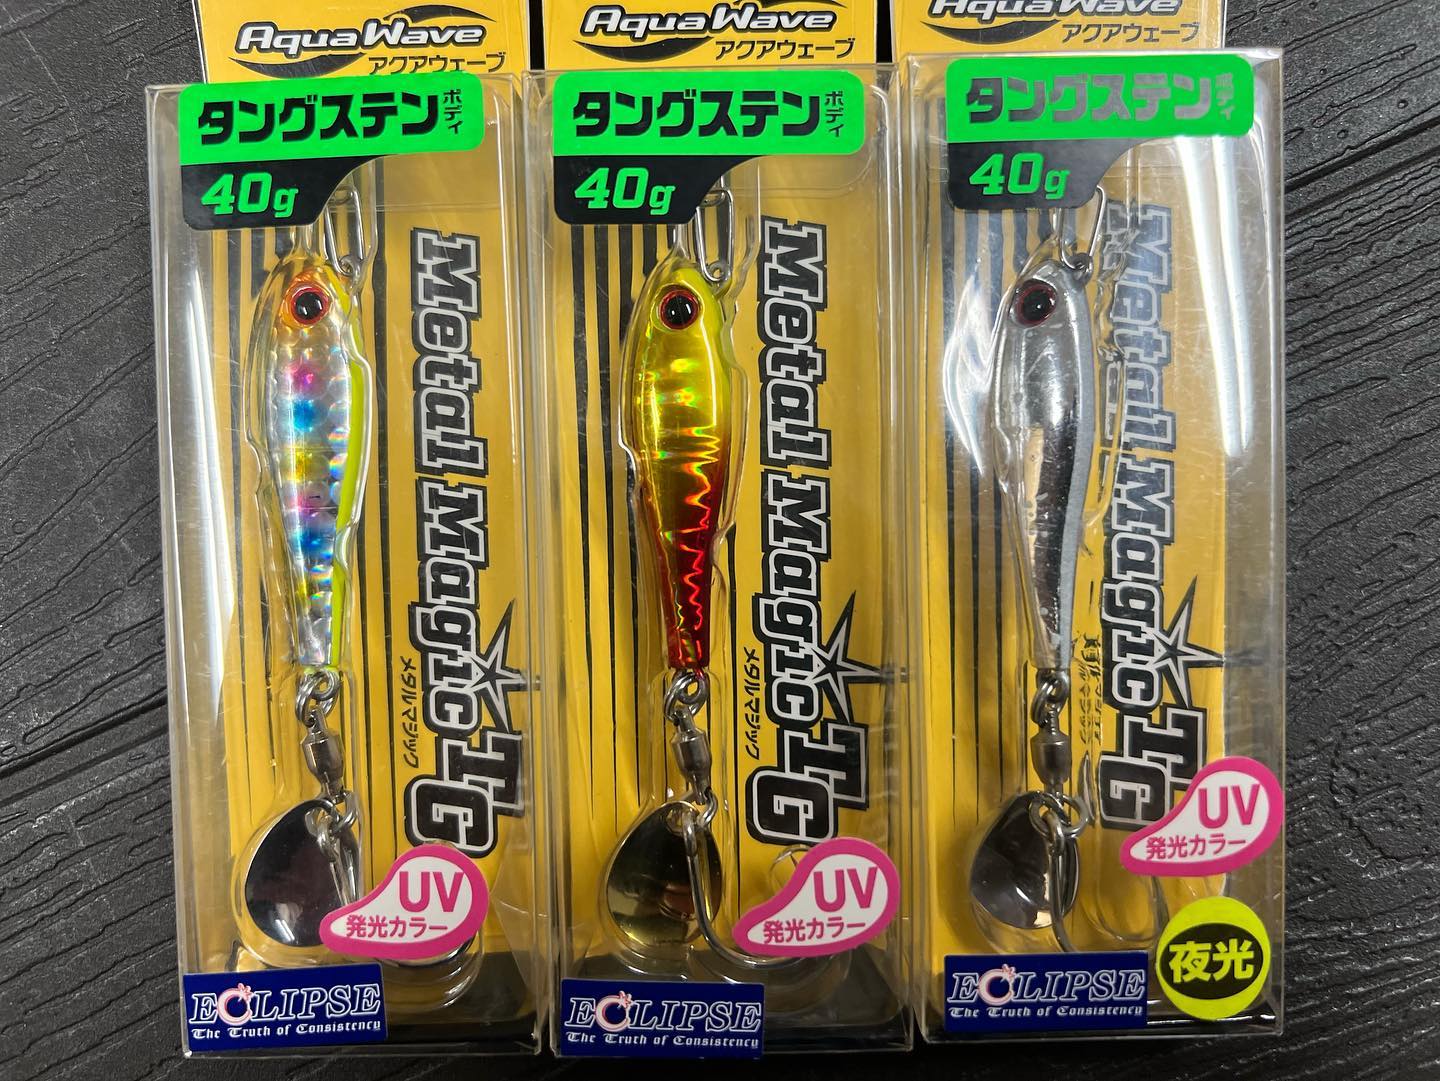 Aqua Wave
アクアウェーブ
タングステン
ボディ
40g
Metal Magic TG
メタルマジック
UV
発光カラー
ECLIPSE
The Truth of Consistency
Aqua Wave
アクアウェーブ
タングステン
ボディ
40g
Metal Magic TG
メタルマジック
UV
発光カラー
ECLIPSE
The Truth of Consistency
Aqua Wave
アクアウェーブ
タングステン
ボディ
40g
Metal Magic TG
UV
発光カラー
夜光
ECLIPSE
The Truth of Consistency